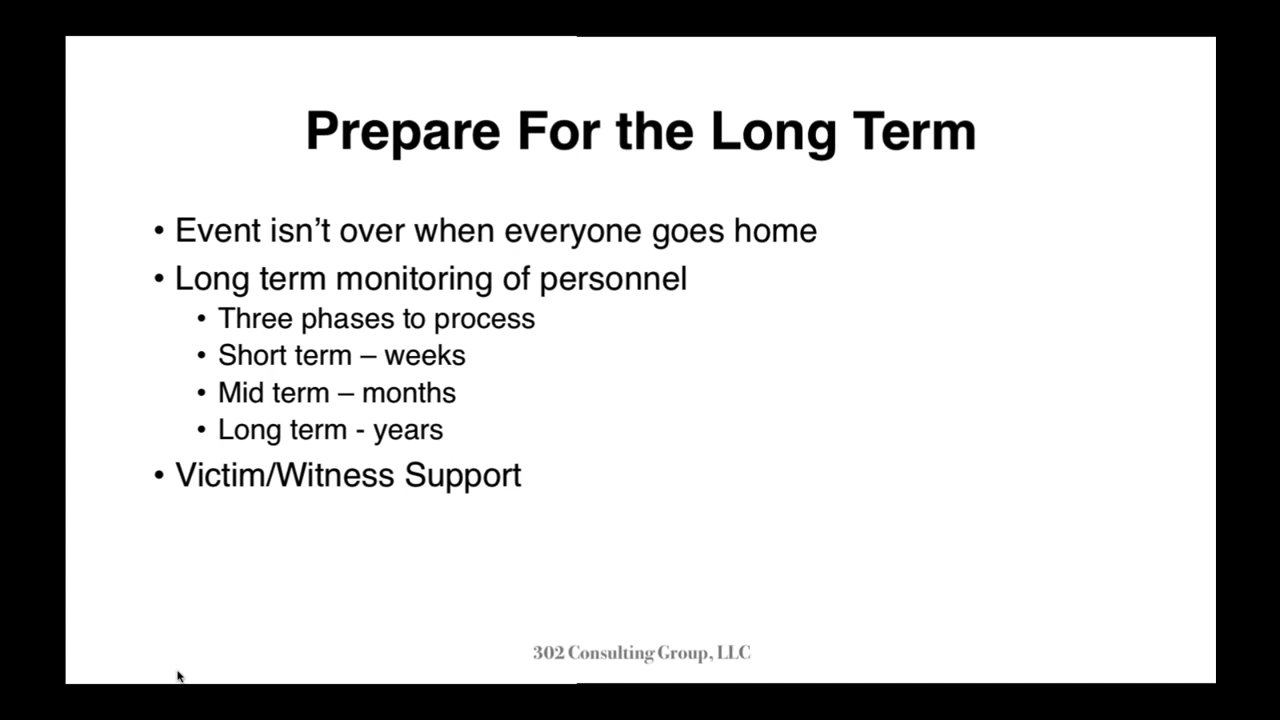 Prepare For the Long Term
• Event isn’t over when everyone goes home
• Long term monitoring of personnel
• Three phases to process
• Short term – weeks
• Mid term – months
• Long term - years
• Victim/Witness Support
302 Consulting Group, LLC